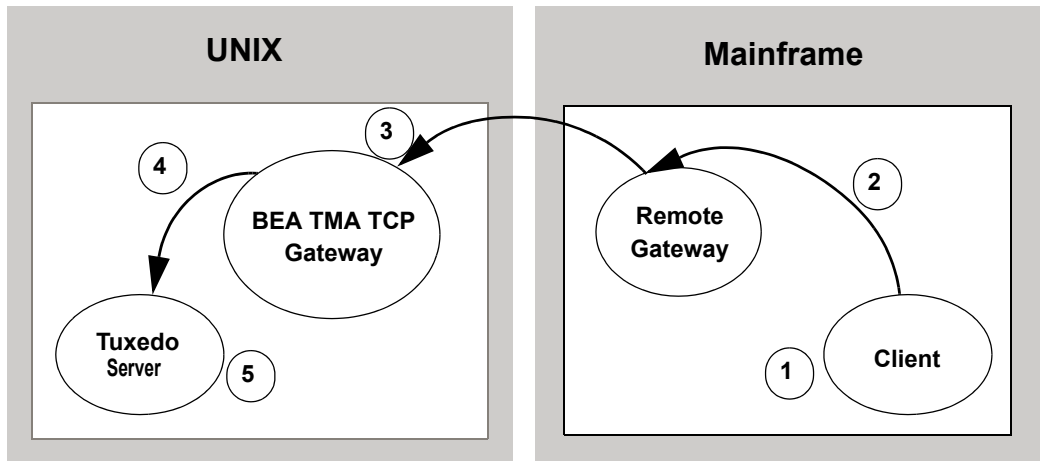 UNIX
3
4
BEA TMA TCP
Gateway
Tuxedo
Server
5
Mainframe
2
Remote
Gateway
1
Client